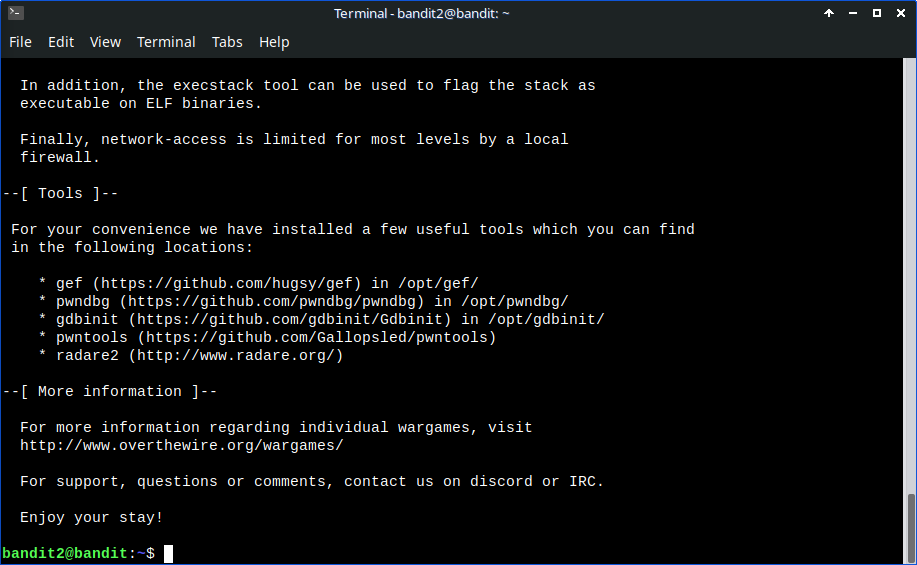 Terminal - bandit2@bandit: ~
File Edit View Terminal Tabs Help
In addition, the execstack tool can be used to flag the stack as
executable on ELF binaries.
Finally, network-access is limited for most levels by a local
firewall.
--[ Tools ]--
For your convenience we have installed a few useful tools which you can find
in the following locations:
* gef (https://github.com/hugsy/gef) in /opt/gef/
* pwndbg (https://github.com/pwndbg/pwndbg) in /opt/pwndbg/
* gdbinit (https://github.com/gdbinit/Gdbinit) in /opt/gdbinit/
* pwntools (https://github.com/Gallopsled/pwntools)
* radare2 (http://www.radare.org/)
--[ More information ]--
For more information regarding individual wargames, visit
http://www.overthewire.org/wargames/
For support, questions or comments, contact us on discord or IRC.
Enjoy your stay!
bandit2@bandit:~$